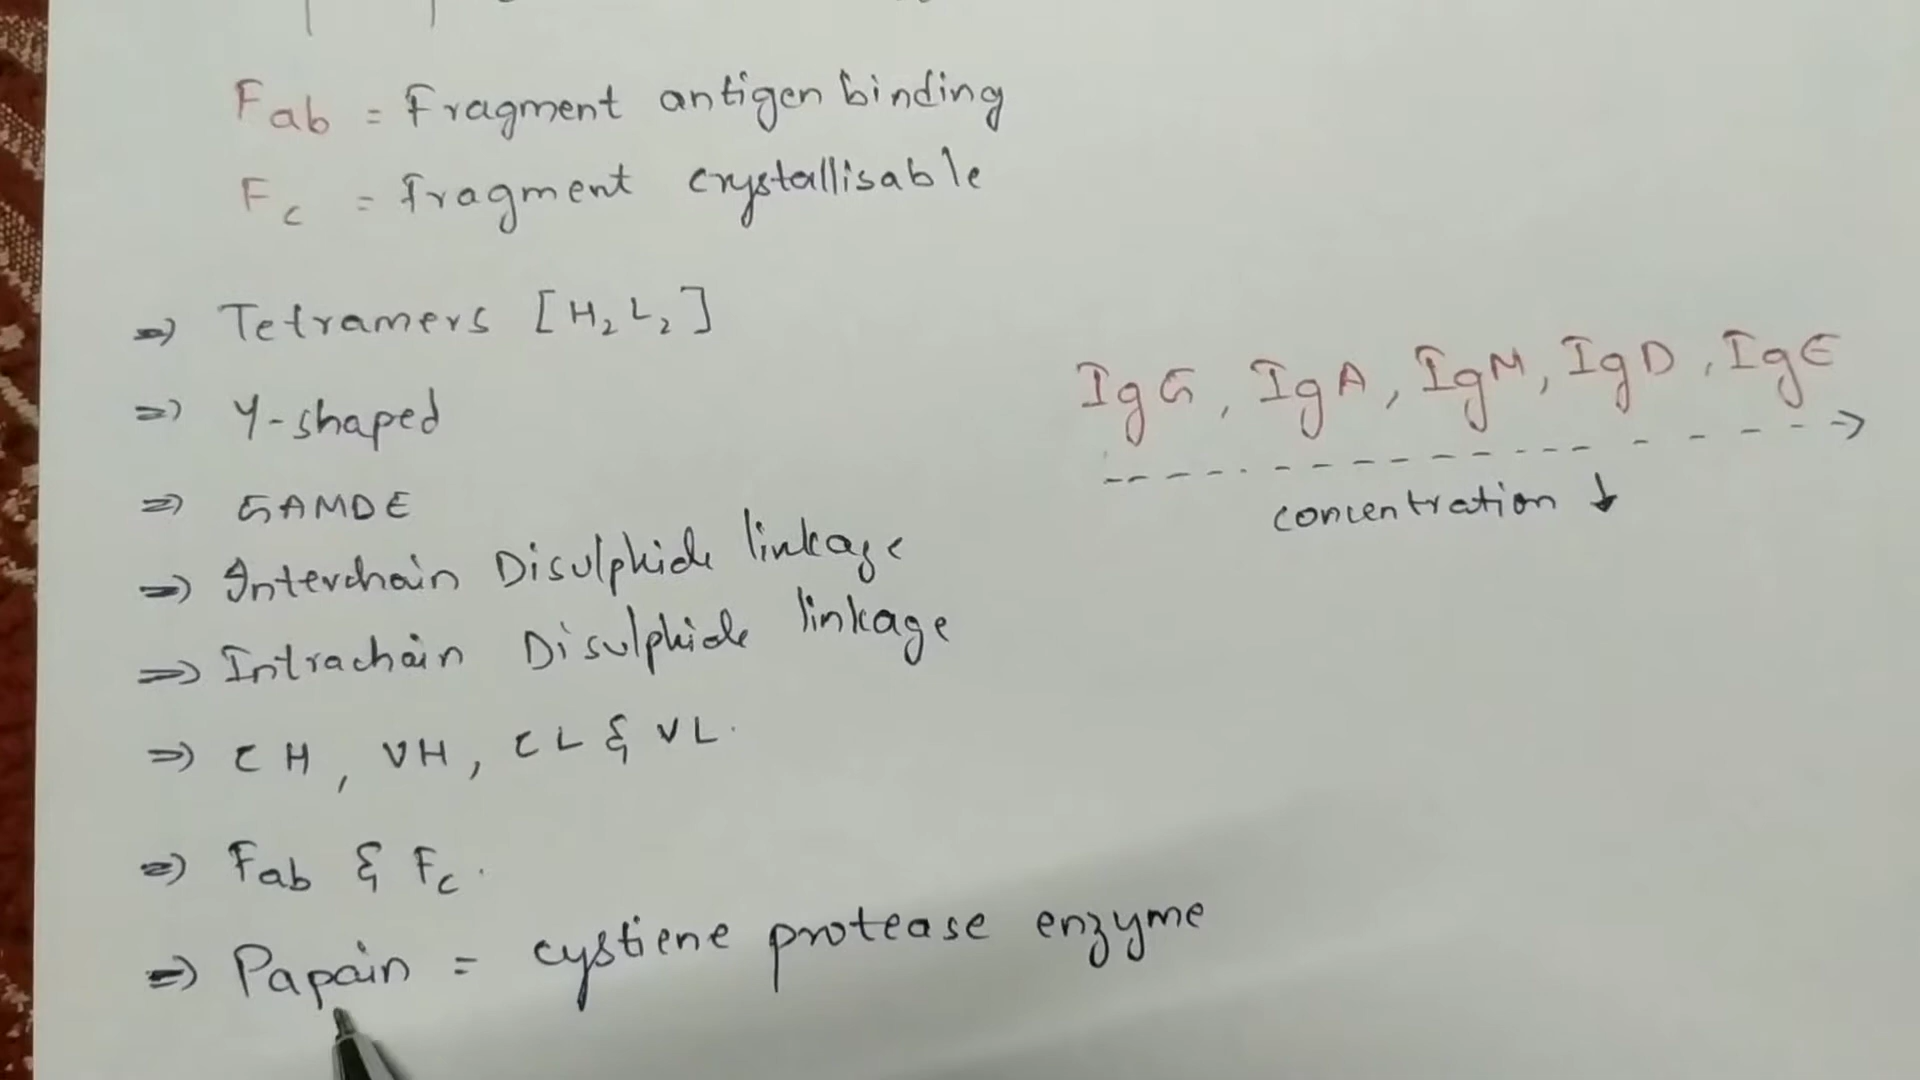 Fab = Fragment antigen binding
Fc = Fragment crystallisable
=> Tetramers [H₂L₂]
=> Y-shaped
=> GAMDE
=> Interchain Disulphide linkage
=> Intrachain Disulphide linkage
=> CH, VH, CL & VL.
=> Fab & Fc.
=> Papain = cystiene protease enzyme
IgG, IgA, IgM, IgD, IgE
concentration ↓